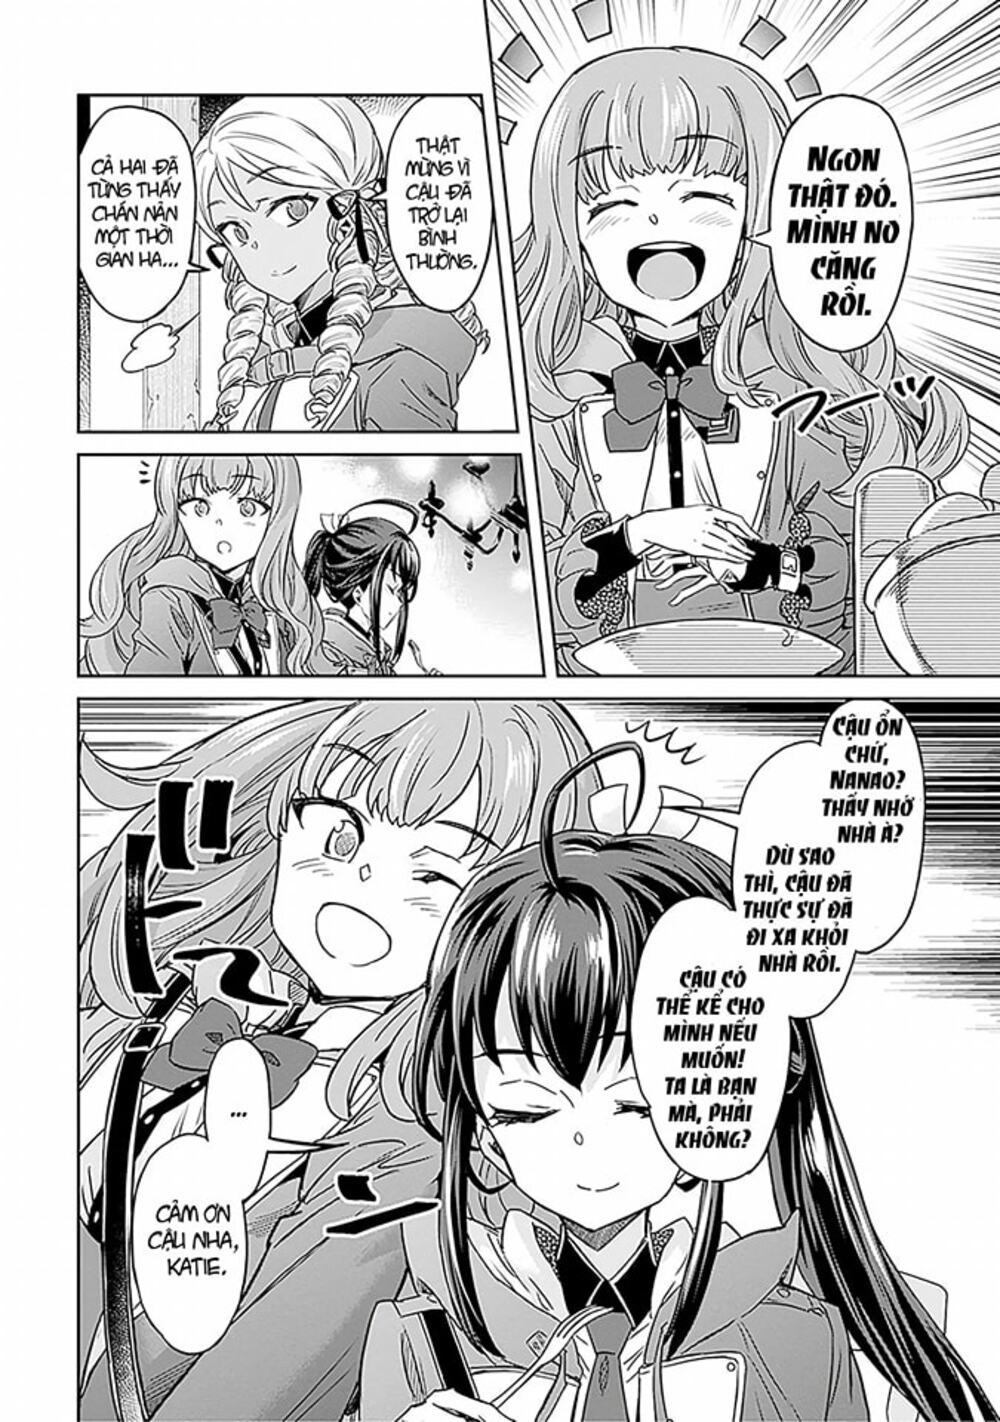 NGON
THẬT ĐÓ.
MÌNH NO
CĂNG
RỒI.
フーッ
THẬT
MỪNG VÌ
CẬU ĐÃ
TRỞ LẠI
BÌNH
THƯỜNG.
CẢ HAI ĐÃ
TỪNG THẤY
CHÁN NẢN
MỘT THỜI
GIAN HA...
CẬU ỔN
CHỨ,
NANAO?
THẤY NHỚ
NHÀ À?
DÙ SAO
THÌ, CẬU ĐÃ
THỰC SỰ ĐÃ
ĐI XA KHỎI
NHÀ RỒI.
CẬU CÓ
THỂ KỂ CHO
MÌNH NẾU
MUỐN!
TA LÀ BẠN
MÀ, PHẢI
KHÔNG?
...
CẢM ƠN
CẬU NHA,
KATIE.